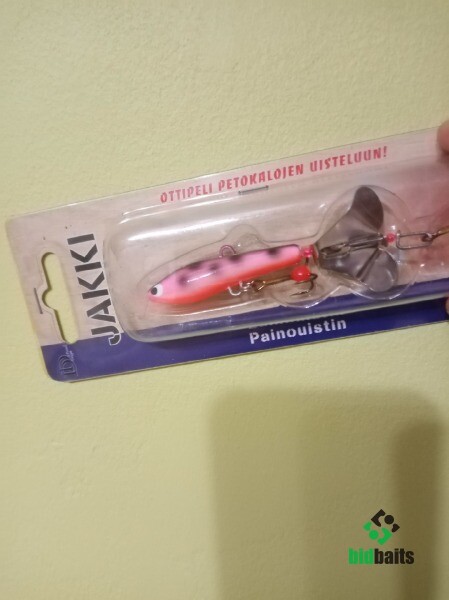 OTTIPELI PETOKALOJEN UISTELUUN!
JAKKI
Painouistin
bidbaits